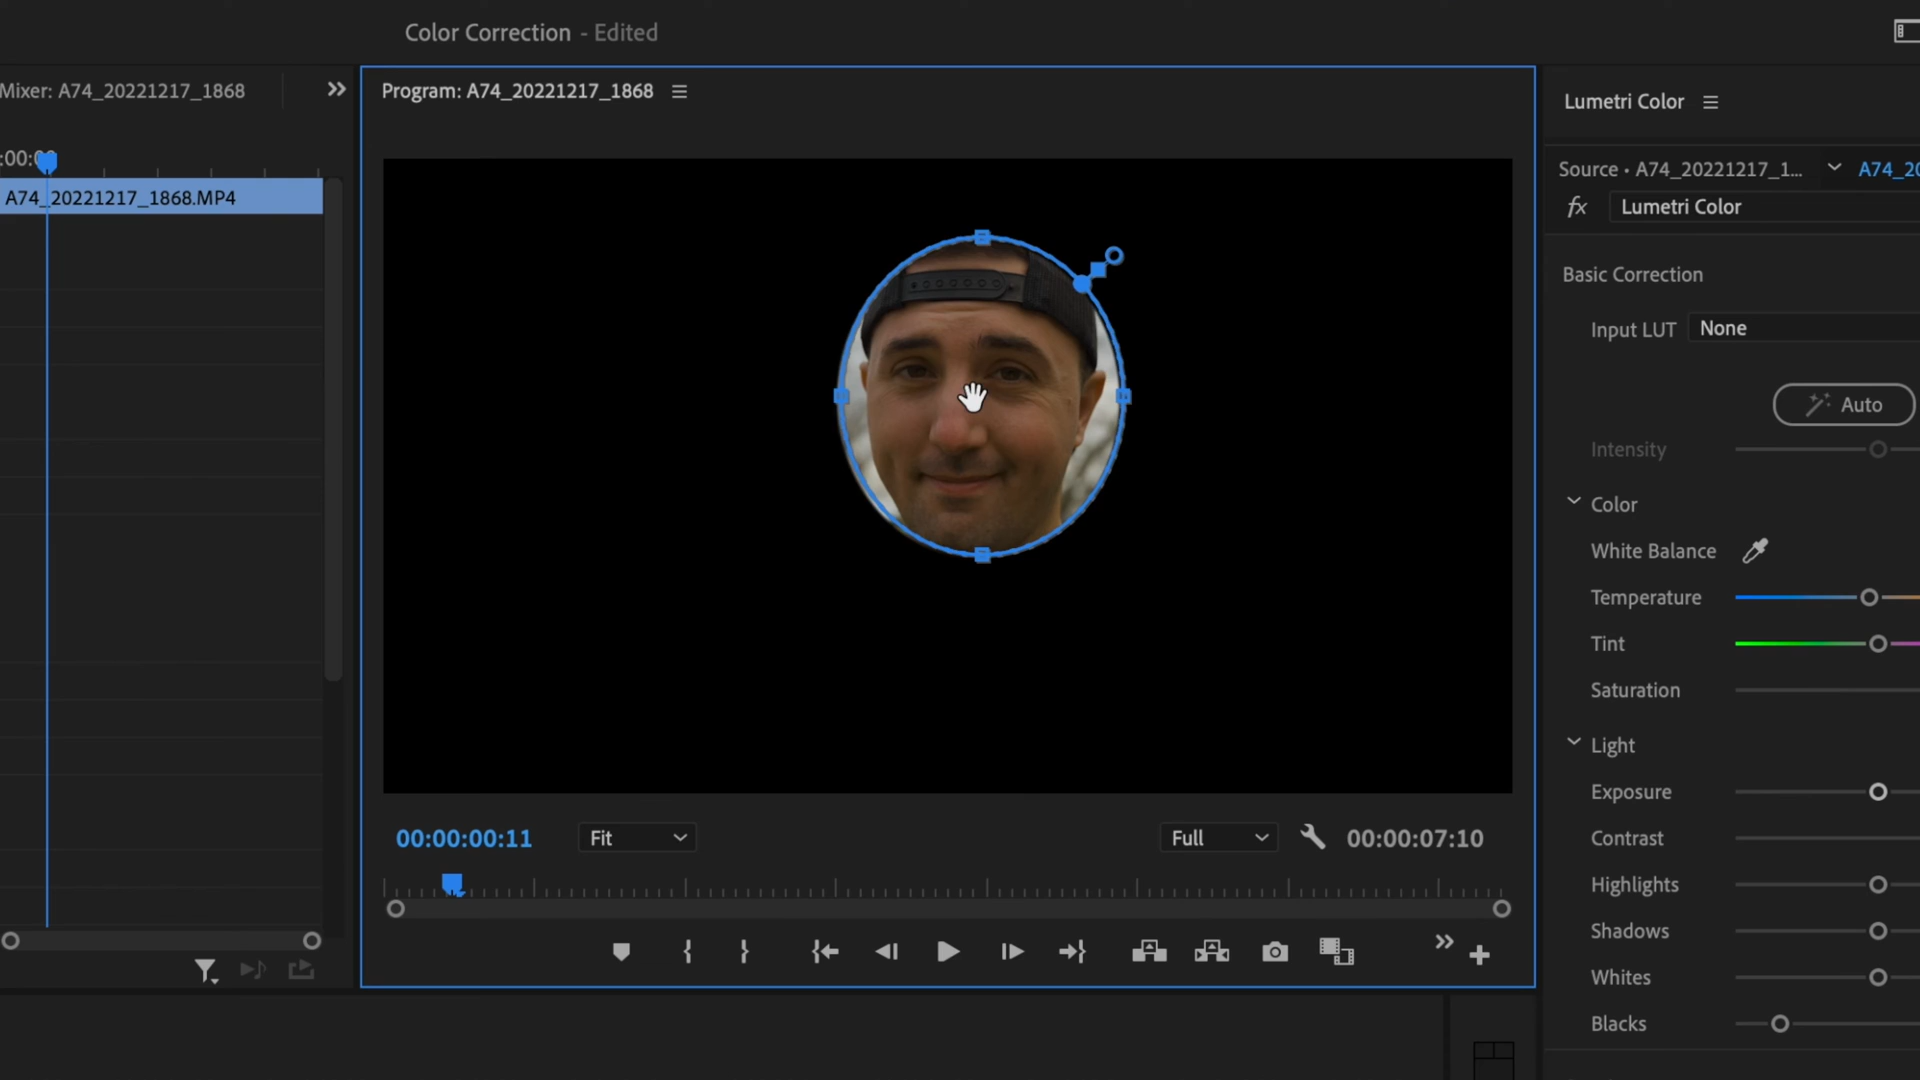 Color Correction - Edited
Mixer: A74_20221217_1868
Program: A74_20221217_1868
Lumetri Color
:00:0
Source • A74_20221217_1... A74_20
fx Lumetri Color
A74_20221217_1868.MP4
Basic Correction
Input LUT None
Auto
Intensity
Color
White Balance
Temperature
Tint
Saturation
Light
Exposure
Contrast
Highlights
Shadows
Whites
Blacks
00:00:00:11 Fit Full 00:00:07:10